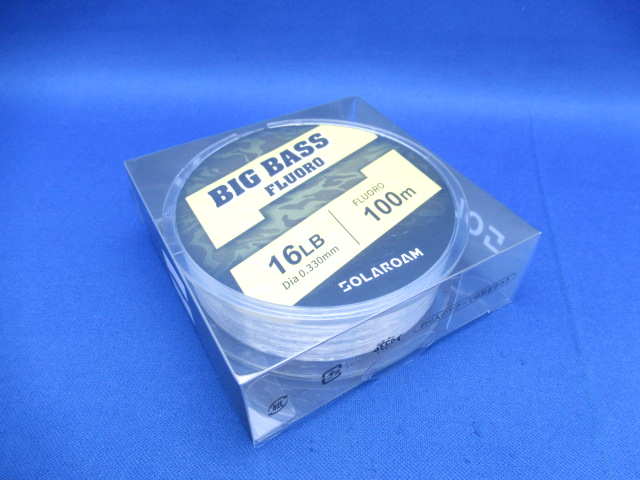 BIG BASS
FLUORO
16LB
Dia 0.330mm
FLUORO
100m
SOLAROAM